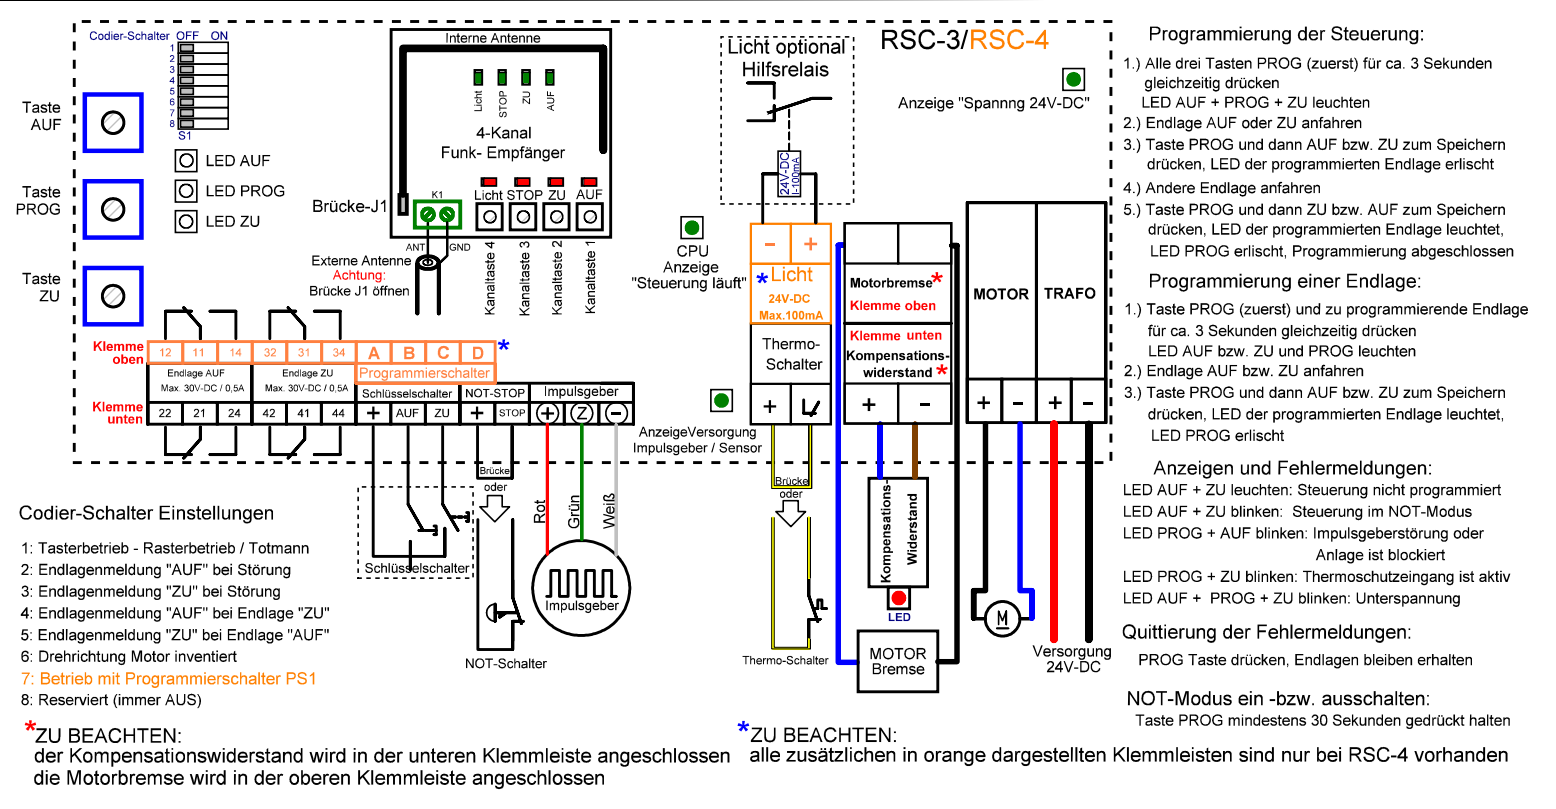 Codier-Schalter OFF ON
1
2
3
4
5
6
7
8
S1
Taste
AUF
Taste
PROG
Taste
ZU
LED AUF
LED PROG
LED ZU
Interne Antenne
Licht
STOP
ZU
AUF
4-Kanal
Funk- Empfänger
Licht STOP ZU AUF
K1
Brücke-J1
ANT
GND
Externe Antenne
Achtung:
Brücke J1 öffnen
Kanaltaste 4
Kanaltaste 3
Kanaltaste 2
Kanaltaste 1
Licht optional
Hilfsrelais
24V-DC
I-100mA
RSC-3/RSC-4
Anzeige "Spannng 24V-DC"
CPU
Anzeige
"Steuerung läuft"
AnzeigeVersorgung
Impulsgeber / Sensor
Klemme
oben
12 11 14 32 31 34 A B C D *
Endlage AUF
Max. 30V-DC / 0,5A
Endlage ZU
Max. 30V-DC / 0,5A
Programmierschalter
Schlüsselschalter NOT-STOP Impulsgeber
Klemme
unten
22 21 24 42 41 44 + AUF ZU + STOP + Z −
Brücke
oder
Schlüsselschalter
NOT-Schalter
Rot
Grün
Weiß
Impulsgeber
− +
* Licht
24V-DC
Max.100mA
Thermo-
Schalter
+
Brücke
oder
Thermo-Schalter
Motorbremse*
Klemme oben
Klemme unten
Kompensations-
widerstand *
+ −
Kompensations-
Widerstand
LED
MOTOR
Bremse
MOTOR TRAFO
+ − + −
M
Versorgung
24V-DC
Codier-Schalter Einstellungen
1: Tasterbetrieb - Rasterbetrieb / Totmann
2: Endlagenmeldung "AUF" bei Störung
3: Endlagenmeldung "ZU" bei Störung
4: Endlagenmeldung "AUF" bei Endlage "ZU"
5: Endlagenmeldung "ZU" bei Endlage "AUF"
6: Drehrichtung Motor inventiert
7: Betrieb mit Programmierschalter PS1
8: Reserviert (immer AUS)
*ZU BEACHTEN:
der Kompensationswiderstand wird in der unteren Klemmleiste angeschlossen
die Motorbremse wird in der oberen Klemmleiste angeschlossen
*ZU BEACHTEN:
alle zusätzlichen in orange dargestellten Klemmleisten sind nur bei RSC-4 vorhanden
Programmierung der Steuerung:
1.) Alle drei Tasten PROG (zuerst) für ca. 3 Sekunden
gleichzeitig drücken
LED AUF + PROG + ZU leuchten
2.) Endlage AUF oder ZU anfahren
3.) Taste PROG und dann AUF bzw. ZU zum Speichern
drücken, LED der programmierten Endlage erlischt
4.) Andere Endlage anfahren
5.) Taste PROG und dann ZU bzw. AUF zum Speichern
drücken, LED der programmierten Endlage leuchtet,
LED PROG erlischt, Programmierung abgeschlossen
Programmierung einer Endlage:
1.) Taste PROG (zuerst) und zu programmierende Endlage
für ca. 3 Sekunden gleichzeitig drücken
LED AUF bzw. ZU und PROG leuchten
2.) Endlage AUF bzw. ZU anfahren
3.) Taste PROG und dann AUF bzw. ZU zum Speichern
drücken, LED der programmierten Endlage leuchtet,
LED PROG erlischt
Anzeigen und Fehlermeldungen:
LED AUF + ZU leuchten: Steuerung nicht programmiert
LED AUF + ZU blinken: Steuerung im NOT-Modus
LED PROG + AUF blinken: Impulsgeberstörung oder
Anlage ist blockiert
LED PROG + ZU blinken: Thermoschutzeingang ist aktiv
LED AUF + PROG + ZU blinken: Unterspannung
Quittierung der Fehlermeldungen:
PROG Taste drücken, Endlagen bleiben erhalten
NOT-Modus ein -bzw. ausschalten:
Taste PROG mindestens 30 Sekunden gedrückt halten